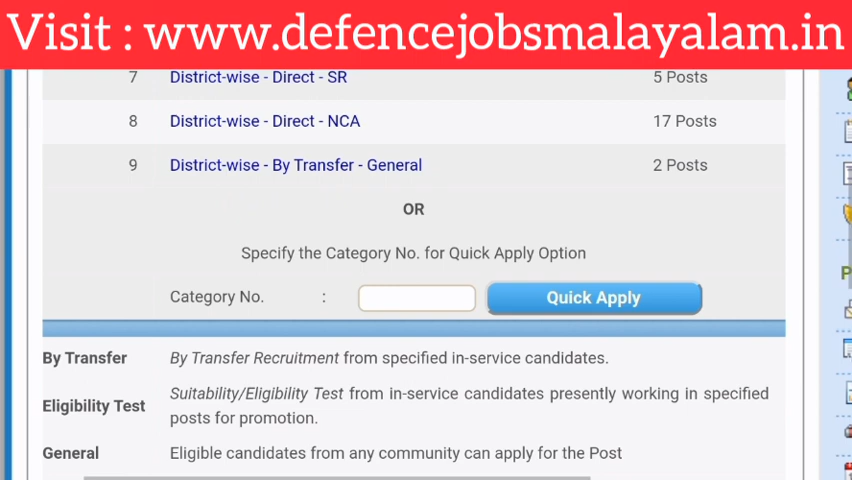 Visit : www.defencejobsmalayalam.in
7 District-wise - Direct - SR 5 Posts
8 District-wise - Direct - NCA 17 Posts
9 District-wise - By Transfer - General 2 Posts
OR
Specify the Category No. for Quick Apply Option
Category No. : Quick Apply
By Transfer By Transfer Recruitment from specified in-service candidates.
Eligibility Test Suitability/Eligibility Test from in-service candidates presently working in specified
posts for promotion.
General Eligible candidates from any community can apply for the Post
P